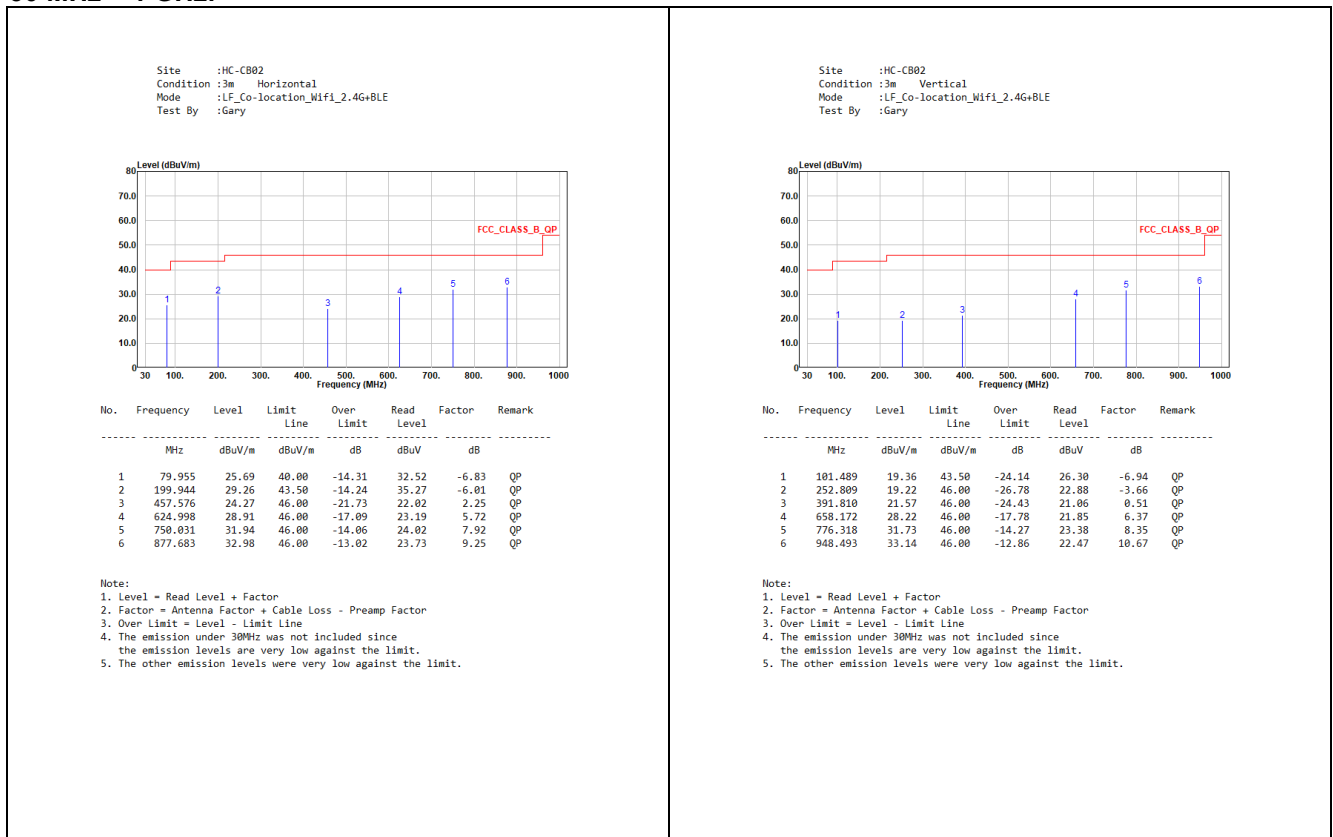 Site :HC-CB02
Condition :3m Horizontal
Mode :LF_Co-location_Wifi_2.4G+BLE
Test By :Gary
Level (dBuV/m)
80
70.0
60.0
FCC_CLASS_B_QP
50.0
40.0
30.0
20.0
10.0
0
1 2 3 4 5 6
30 100. 200. 300. 400. 500. 600. 700. 800. 900. 1000
Frequency (MHz)
No. Frequency Level Limit Over Read Factor Remark
Line Limit Level
------ ----------- -------- -------- --------- -------- -------- ---------
MHz dBuV/m dBuV/m dB dBuV dB
1 79.955 25.69 40.00 -14.31 32.52 -6.83 QP
2 199.944 29.26 43.50 -14.24 35.27 -6.01 QP
3 457.576 24.27 46.00 -21.73 22.02 2.25 QP
4 624.998 28.91 46.00 -17.09 23.19 5.72 QP
5 750.031 31.94 46.00 -14.06 24.02 7.92 QP
6 877.683 32.98 46.00 -13.02 23.73 9.25 QP
Note:
1. Level = Read Level + Factor
2. Factor = Antenna Factor + Cable Loss - Preamp Factor
3. Over Limit = Level - Limit Line
4. The emission under 30MHz was not included since
the emission levels are very low against the limit.
5. The other emission levels were very low against the limit.
Site :HC-CB02
Condition :3m Vertical
Mode :LF_Co-location_Wifi_2.4G+BLE
Test By :Gary
Level (dBuV/m)
80
70.0
60.0
FCC_CLASS_B_QP
50.0
40.0
30.0
20.0
10.0
0
1 2 3 4 5 6
30 100. 200. 300. 400. 500. 600. 700. 800. 900. 1000
Frequency (MHz)
No. Frequency Level Limit Over Read Factor Remark
Line Limit Level
------ ----------- -------- -------- --------- -------- -------- ---------
MHz dBuV/m dBuV/m dB dBuV dB
1 101.489 19.36 43.50 -24.14 26.30 -6.94 QP
2 252.809 19.22 46.00 -26.78 22.88 -3.66 QP
3 391.810 21.57 46.00 -24.43 21.06 0.51 QP
4 658.172 28.22 46.00 -17.78 21.85 6.37 QP
5 776.318 31.73 46.00 -14.27 23.38 8.35 QP
6 948.493 33.14 46.00 -12.86 22.47 10.67 QP
Note:
1. Level = Read Level + Factor
2. Factor = Antenna Factor + Cable Loss - Preamp Factor
3. Over Limit = Level - Limit Line
4. The emission under 30MHz was not included since
the emission levels are very low against the limit.
5. The other emission levels were very low against the limit.